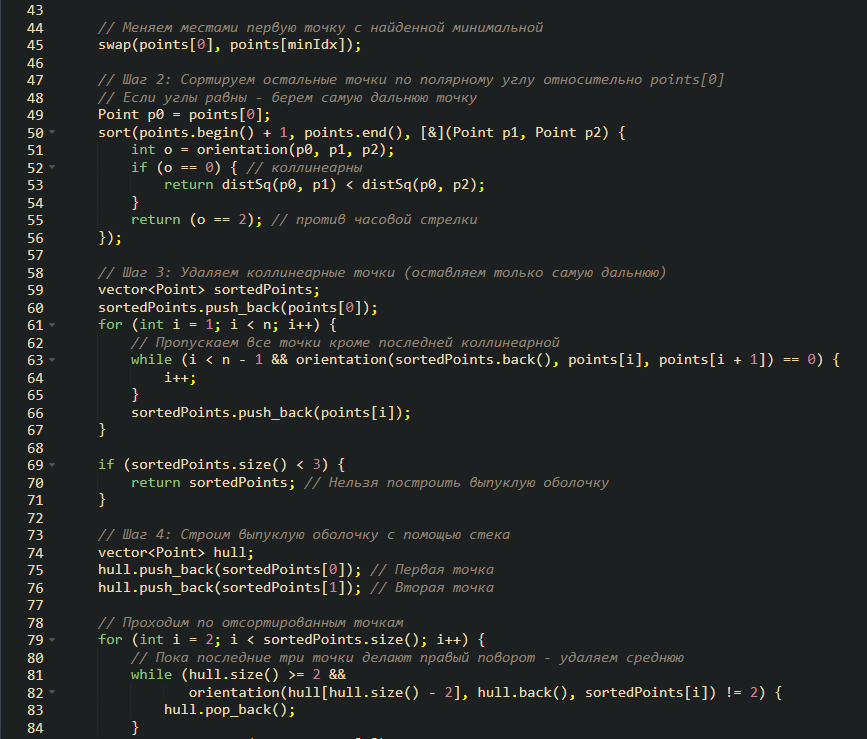 43
44 // Меняем местами первую точку с найденной минимальной
45 swap(points[0], points[minIdx]);
46
47 // Шаг 2: Сортируем остальные точки по полярному углу относительно points[0]
48 // Если углы равны - берем самую дальнюю точку
49 Point p0 = points[0];
50 sort(points.begin() + 1, points.end(), [&](Point p1, Point p2) {
51 int o = orientation(p0, p1, p2);
52 if (o == 0) { // коллинеарны
53 return distSq(p0, p1) < distSq(p0, p2);
54 }
55 return (o == 2); // против часовой стрелки
56 });
57
58 // Шаг 3: Удаляем коллинеарные точки (оставляем только самую дальнюю)
59 vector<Point> sortedPoints;
60 sortedPoints.push_back(points[0]);
61 for (int i = 1; i < n; i++) {
62 // Пропускаем все точки кроме последней коллинеарной
63 while (i < n - 1 && orientation(sortedPoints.back(), points[i], points[i + 1]) == 0) {
64 i++;
65 }
66 sortedPoints.push_back(points[i]);
67 }
68
69 if (sortedPoints.size() < 3) {
70 return sortedPoints; // Нельзя построить выпуклую оболочку
71 }
72
73 // Шаг 4: Строим выпуклую оболочку с помощью стека
74 vector<Point> hull;
75 hull.push_back(sortedPoints[0]); // Первая точка
76 hull.push_back(sortedPoints[1]); // Вторая точка
77
78 // Проходим по отсортированным точкам
79 for (int i = 2; i < sortedPoints.size(); i++) {
80 // Пока последние три точки делают правый поворот - удаляем среднюю
81 while (hull.size() >= 2 &&
82 orientation(hull[hull.size() - 2], hull.back(), sortedPoints[i]) != 2) {
83 hull.pop_back();
84 }